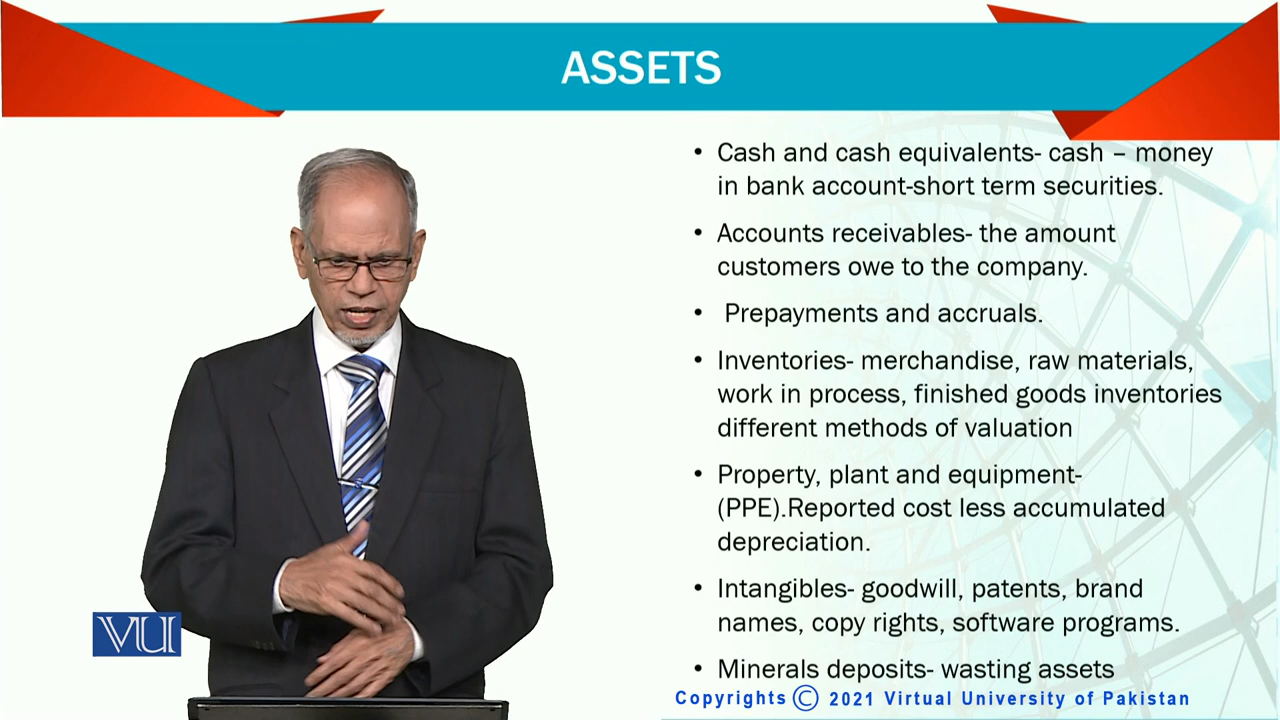 ASSETS
• Cash and cash equivalents- cash – money
in bank account-short term securities.
• Accounts receivables- the amount
customers owe to the company.
• Prepayments and accruals.
• Inventories- merchandise, raw materials,
work in process, finished goods inventories
different methods of valuation
• Property, plant and equipment-
(PPE).Reported cost less accumulated
depreciation.
• Intangibles- goodwill, patents, brand
names, copy rights, software programs.
• Minerals deposits- wasting assets
VU
Copyrights © 2021 Virtual University of Pakistan